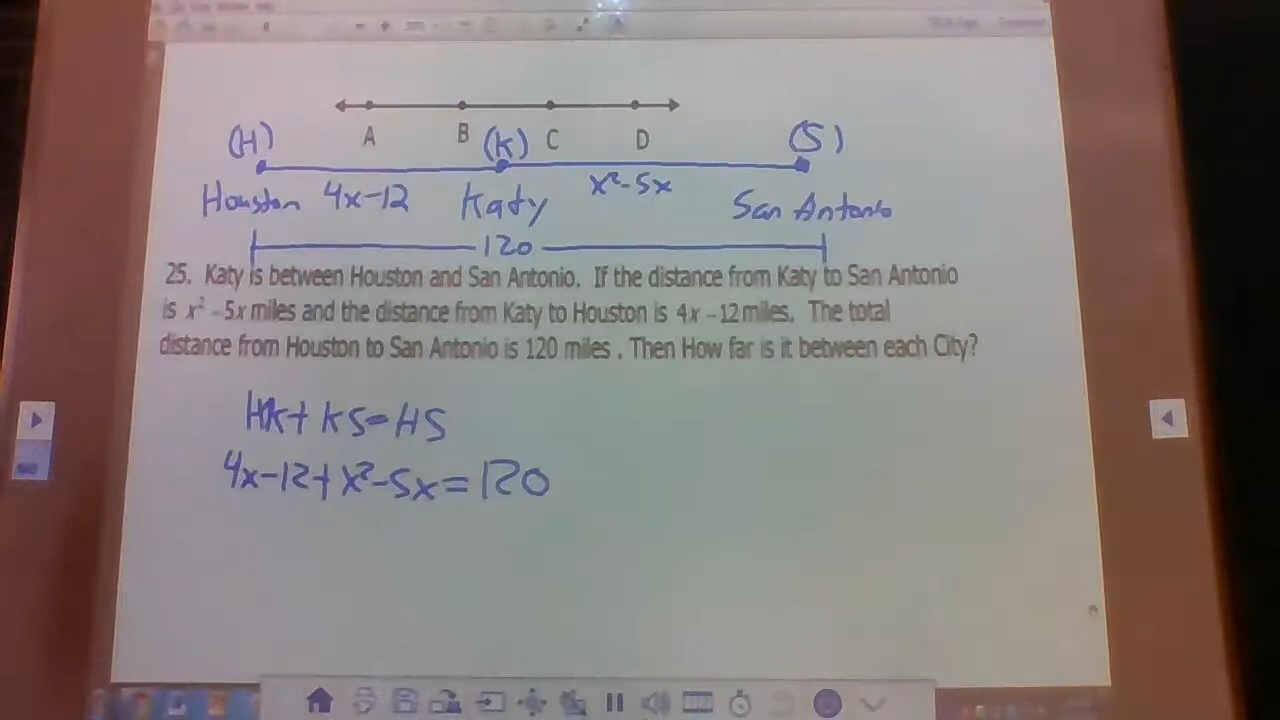 A B C D
(H) (K) (S)
Houston 4x-12 Katy x²-5x San Antonio
120
25. Katy is between Houston and San Antonio. If the distance from Katy to San Antonio
is x² - 5x miles and the distance from Katy to Houston is 4x - 12 miles. The total
distance from Houston to San Antonio is 120 miles . Then How far is it between each City?
HK + KS = HS
4x-12+x²-5x=120